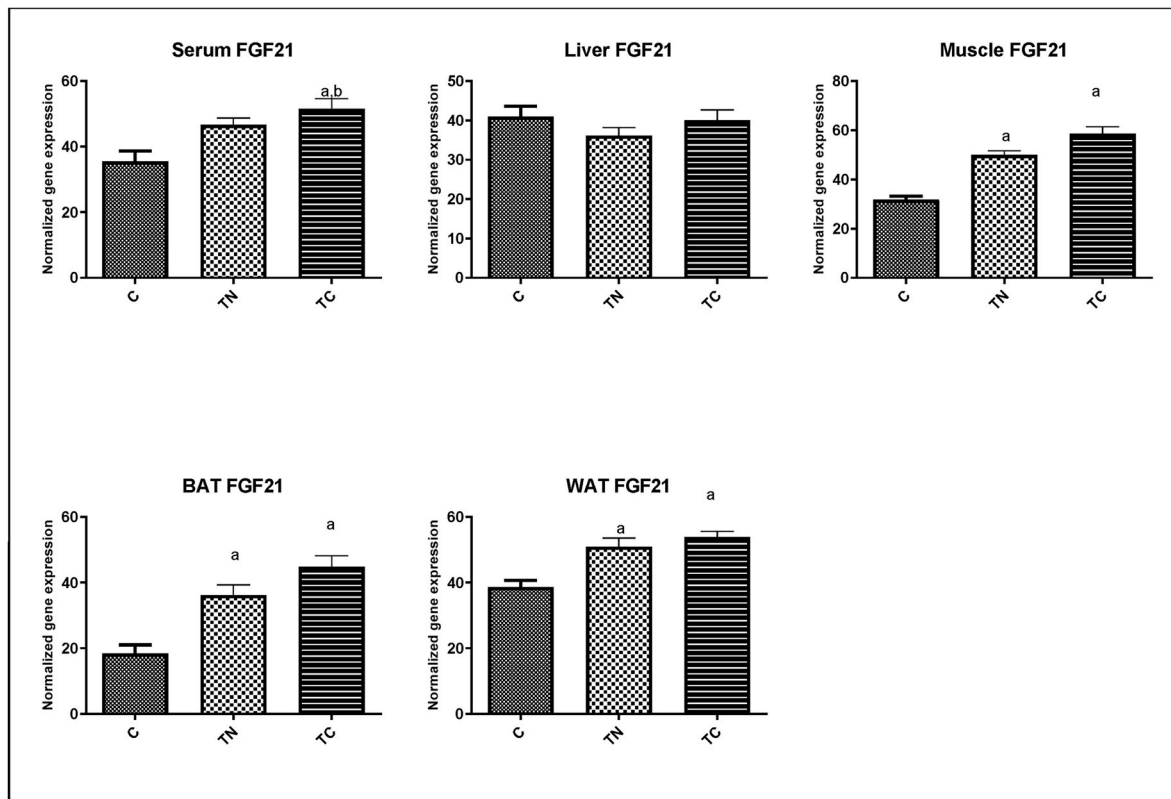 Serum FGF21
Normalized gene expression
60
40
20
0
a,b
C
TN
TC
Liver FGF21
Normalized gene expression
50
40
30
20
10
0
C
TN
TC
Muscle FGF21
Normalized gene expression
80
60
40
20
0
a
a
C
TN
TC
BAT FGF21
Normalized gene expression
60
40
20
0
a
a
C
TN
TC
WAT FGF21
Normalized gene expression
60
40
20
0
a
a
C
TN
TC